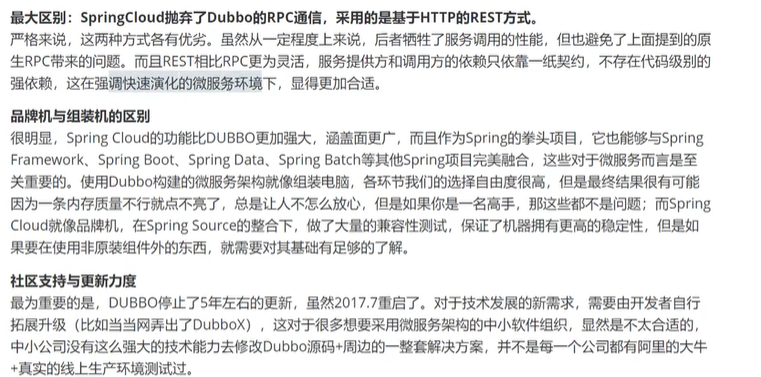 最大区别：SpringCloud抛弃了Dubbo的RPC通信，采用的是基于HTTP的REST方式。
严格来说，这两种方式各有优劣。虽然从一定程度上来说，后者牺牲了服务调用的性能，但也避免了上面提到的原
生RPC带来的问题。而且REST相比RPC更为灵活，服务提供方和调用方的依赖只依靠一纸契约，不存在代码级别的
强依赖，这在强调快速演化的微服务环境下，显得更加合适。
品牌机与组装机的区别
很明显，Spring Cloud的功能比DUBBO更加强大，涵盖面更广，而且作为Spring的拳头项目，它也能够与Spring
Framework、Spring Boot、Spring Data、Spring Batch等其他Spring项目完美融合，这些对于微服务而言是至
关重要的。使用Dubbo构建的微服务架构就像组装电脑，各环节我们的选择自由度很高，但是最终结果很有可能
因为一条内存质量不行就点不亮了，总是让人不怎么放心，但是如果你是一名高手，那这些都不是问题；而Spring
Cloud就像品牌机，在Spring Source的整合下，做了大量的兼容性测试，保证了机器拥有更高的稳定性，但是如
果要在使用非原装组件外的东西，就需要对其基础有足够的了解。
社区支持与更新力度
最为重要的是，DUBBO停止了5年左右的更新，虽然2017.7重启了。对于技术发展的新需求，需要由开发者自行
拓展升级（比如当当网弄出了DubboX），这对于很多想要采用微服务架构的中小软件组织，显然是不太合适的，
中小公司没有这么强大的技术能力去修改Dubbo源码+周边的一整套解决方案，并不是每一个公司都有阿里的大牛
+真实的线上生产环境测试过。